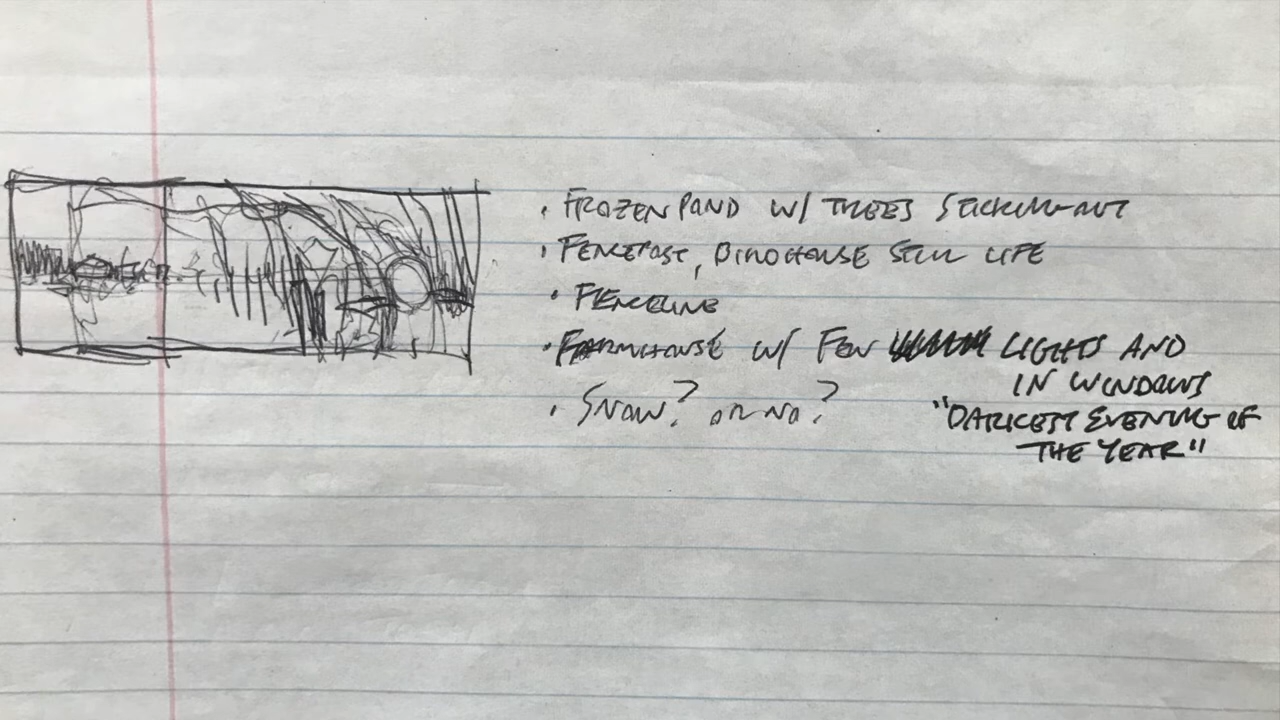 • FROZEN POND W/ TREES STICKING OUT
• FENCEPOST, BIRDHOUSE STILL LIFE
• FENCELINE
• FARMHOUSE W/ FEW LIGHTS AND
IN WINDOWS
• SNOW? OR NO?
"DARKEST EVENING OF
THE YEAR"